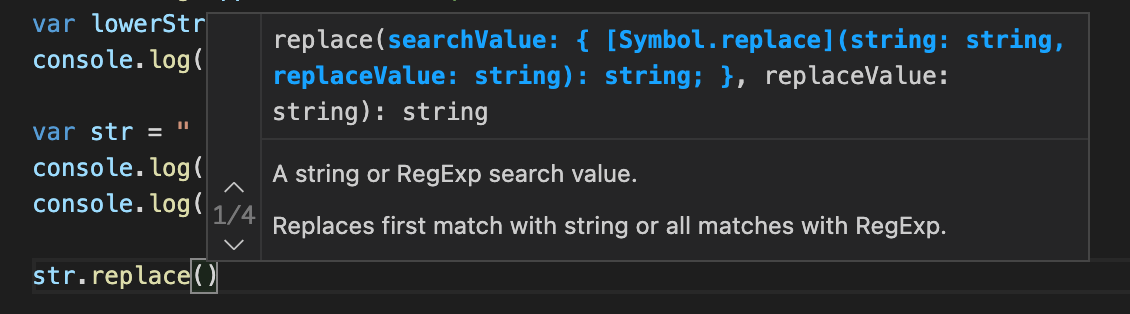 var lowerStr
console.log(
var str = "
console.log(
console.log(
str.replace()
replace(searchValue: { [Symbol.replace](string: string,
replaceValue: string): string; }, replaceValue:
string): string
1/4
A string or RegExp search value.
Replaces first match with string or all matches with RegExp.